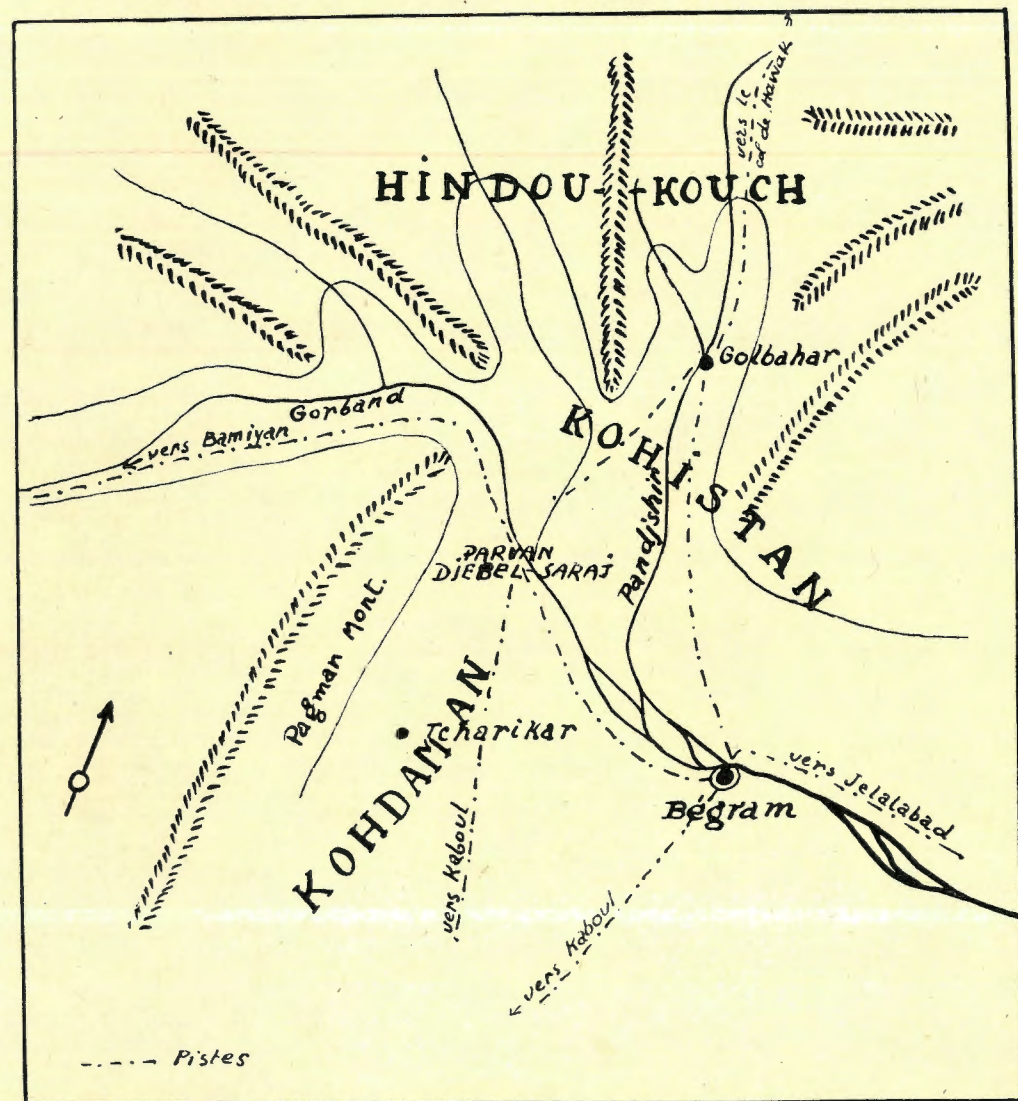 vers le
col de Hawak
HINDOU-KOUCH
Golbahar
Gorband
vers Bamiyan
KOHISTAN
Pandjshir
PARVAN
DJEBEL-SARAJ
Pagman Mont.
Tcharikar
KOHDAMAN
vers Kaboul
vers Jelalabad
Bégram
vers Kaboul
Pistes